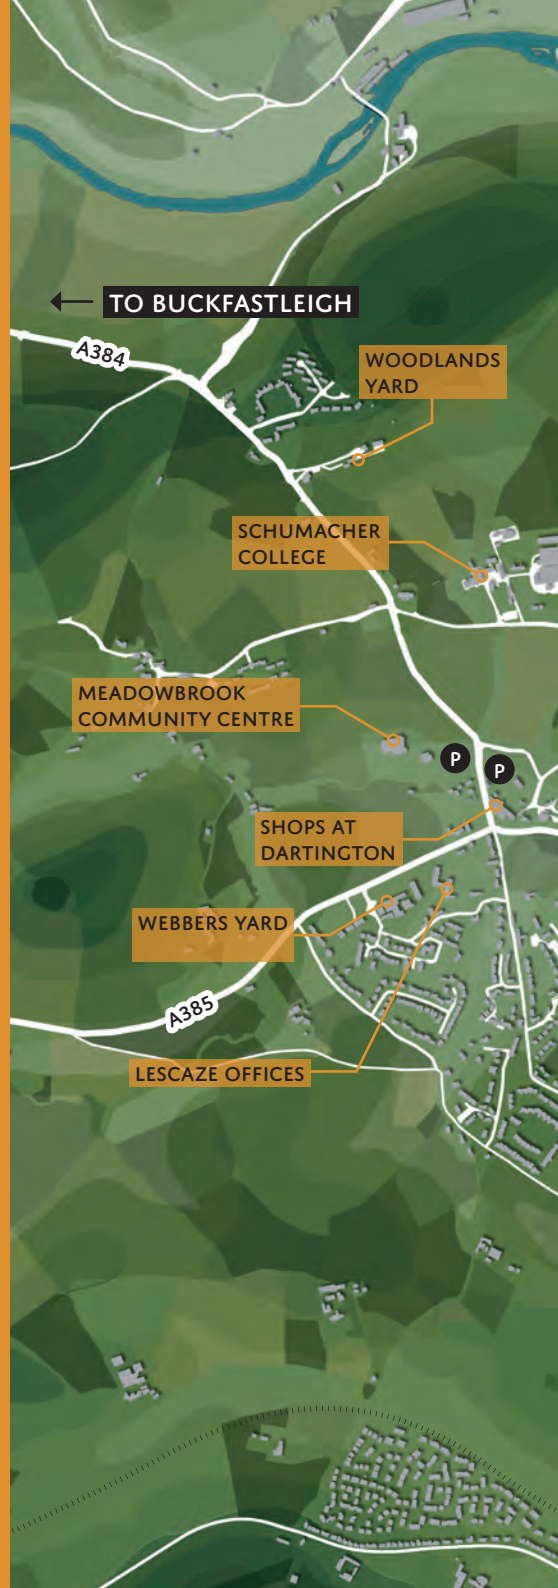 TO BUCKFASTLEIGH
A384
WOODLANDS
YARD
SCHUMACHER
COLLEGE
MEADOWBROOK
COMMUNITY CENTRE
P
P
SHOPS AT
DARTINGTON
WEBBERS YARD
A385
LESCAZE OFFICES